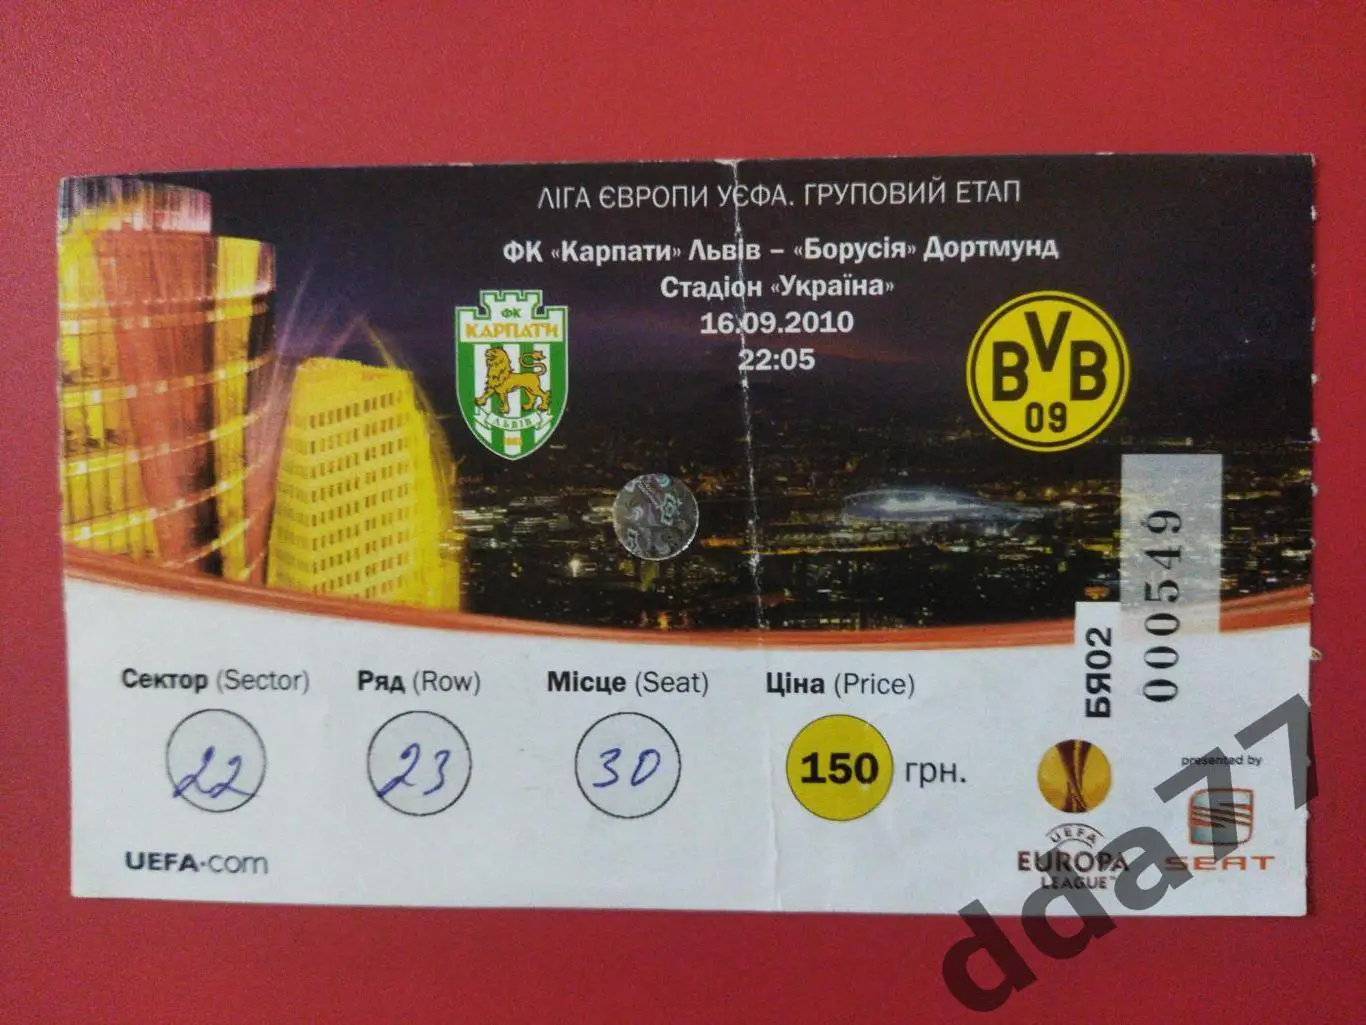 ЛІГА ЄВРОПИ УЄФА. ГРУПОВИЙ ЕТАП
ФК «Карпати» Львів – «Борусія» Дортмунд
Стадіон «Україна»
16.09.2010
22:05
ФК
КАРПАТИ
ЛЬВІВ
BVB
09
000549
БЯ02
Сектор (Sector) Ряд (Row) Місце (Seat) Ціна (Price)
22 23 30 150 грн.
UEFA.com
UEFA
EUROPA
LEAGUE™
presented by
SEAT
dda77